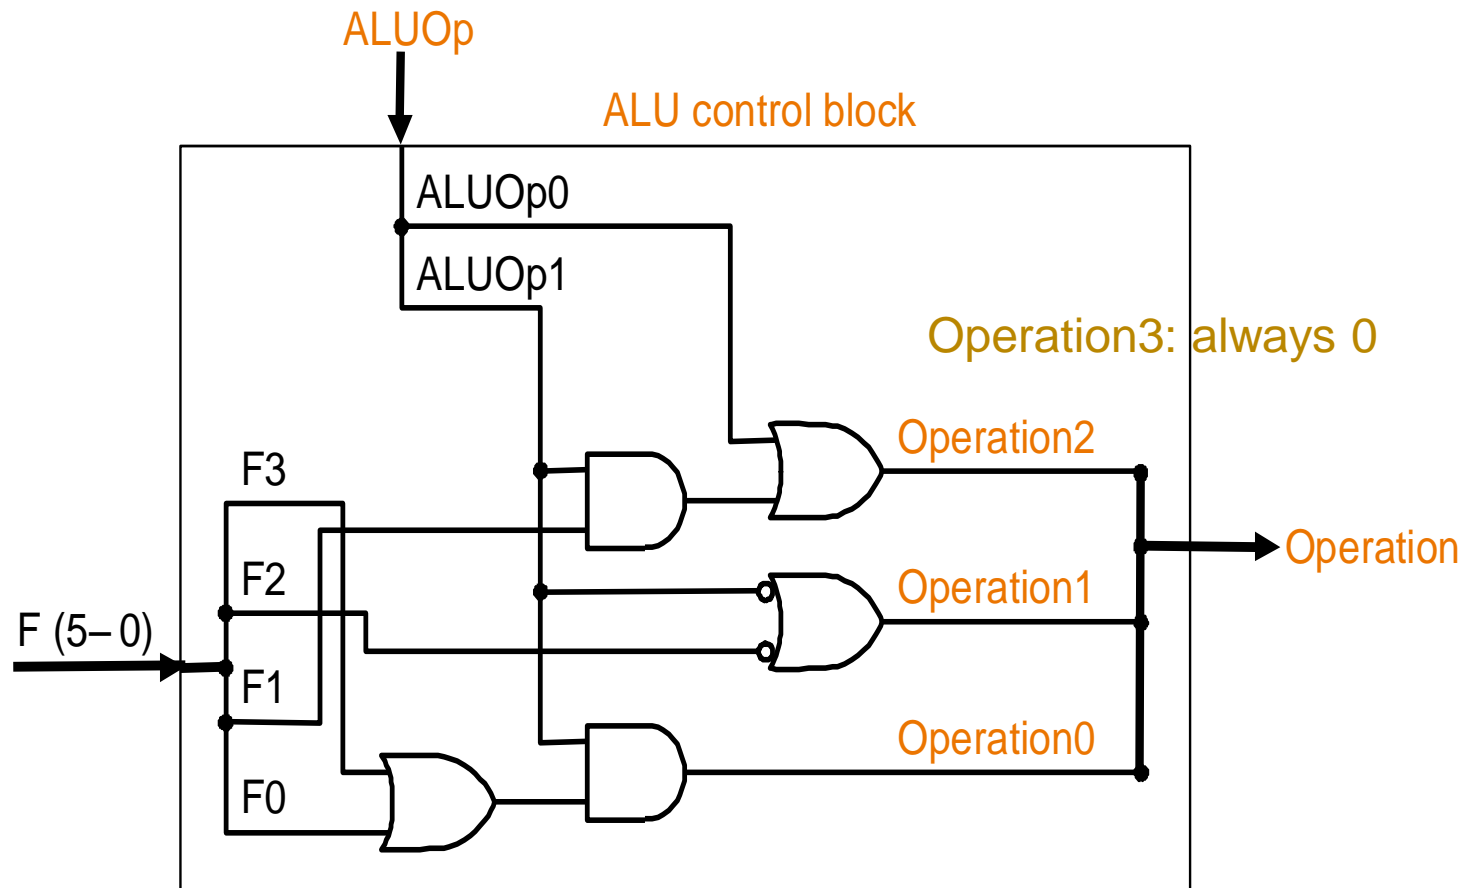 ALUOp
ALU control block
ALUOp0
ALUOp1
Operation3: always 0
Operation2
F3
Operation
F2
Operation1
F (5–0)
F1
Operation0
F0